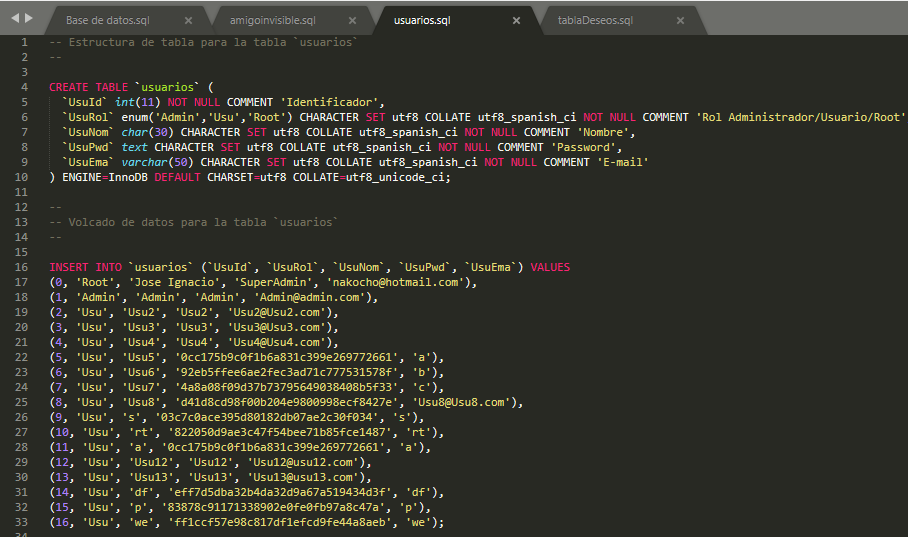 Base de datos.sql amigoinvisible.sql usuarios.sql tablaDeseos.sql
1 -- Estructura de tabla para la tabla `usuarios`
2 --
3
4 CREATE TABLE `usuarios` (
5 `UsuId` int(11) NOT NULL COMMENT 'Identificador',
6 `UsuRol` enum('Admin','Usu','Root') CHARACTER SET utf8 COLLATE utf8_spanish_ci NOT NULL COMMENT 'Rol Administrador/Usuario/Root'
7 `UsuNom` char(30) CHARACTER SET utf8 COLLATE utf8_spanish_ci NOT NULL COMMENT 'Nombre',
8 `UsuPwd` text CHARACTER SET utf8 COLLATE utf8_spanish_ci NOT NULL COMMENT 'Password',
9 `UsuEma` varchar(50) CHARACTER SET utf8 COLLATE utf8_spanish_ci NOT NULL COMMENT 'E-mail'
10 ) ENGINE=InnoDB DEFAULT CHARSET=utf8 COLLATE=utf8_unicode_ci;
11
12 --
13 -- Volcado de datos para la tabla `usuarios`
14 --
15
16 INSERT INTO `usuarios` (`UsuId`, `UsuRol`, `UsuNom`, `UsuPwd`, `UsuEma`) VALUES
17 (0, 'Root', 'Jose Ignacio', 'SuperAdmin', 'nakocho@hotmail.com'),
18 (1, 'Admin', 'Admin', 'Admin', 'Admin@admin.com'),
19 (2, 'Usu', 'Usu2', 'Usu2', 'Usu2@Usu2.com'),
20 (3, 'Usu', 'Usu3', 'Usu3', 'Usu3@Usu3.com'),
21 (4, 'Usu', 'Usu4', 'Usu4', 'Usu4@Usu4.com'),
22 (5, 'Usu', 'Usu5', '0cc175b9c0f1b6a831c399e269772661', 'a'),
23 (6, 'Usu', 'Usu6', '92eb5ffee6ae2fec3ad71c777531578f', 'b'),
24 (7, 'Usu', 'Usu7', '4a8a08f09d37b73795649038408b5f33', 'c'),
25 (8, 'Usu', 'Usu8', 'd41d8cd98f00b204e9800998ecf8427e', 'Usu8@Usu8.com'),
26 (9, 'Usu', 's', '03c7c0ace395d80182db07ae2c30f034', 's'),
27 (10, 'Usu', 'rt', '822050d9ae3c47f54bee71b85fce1487', 'rt'),
28 (11, 'Usu', 'a', '0cc175b9c0f1b6a831c399e269772661', 'a'),
29 (12, 'Usu', 'Usu12', 'Usu12', 'Usu12@usu12.com'),
30 (13, 'Usu', 'Usu13', 'Usu13', 'Usu13@usu13.com'),
31 (14, 'Usu', 'df', 'eff7d5dba32b4da32d9a67a519434d3f', 'df'),
32 (15, 'Usu', 'p', '83878c91171338902e0fe0fb97a8c47a', 'p'),
33 (16, 'Usu', 'we', 'ff1ccf57e98c817df1efcd9fe44a8aeb', 'we');
34